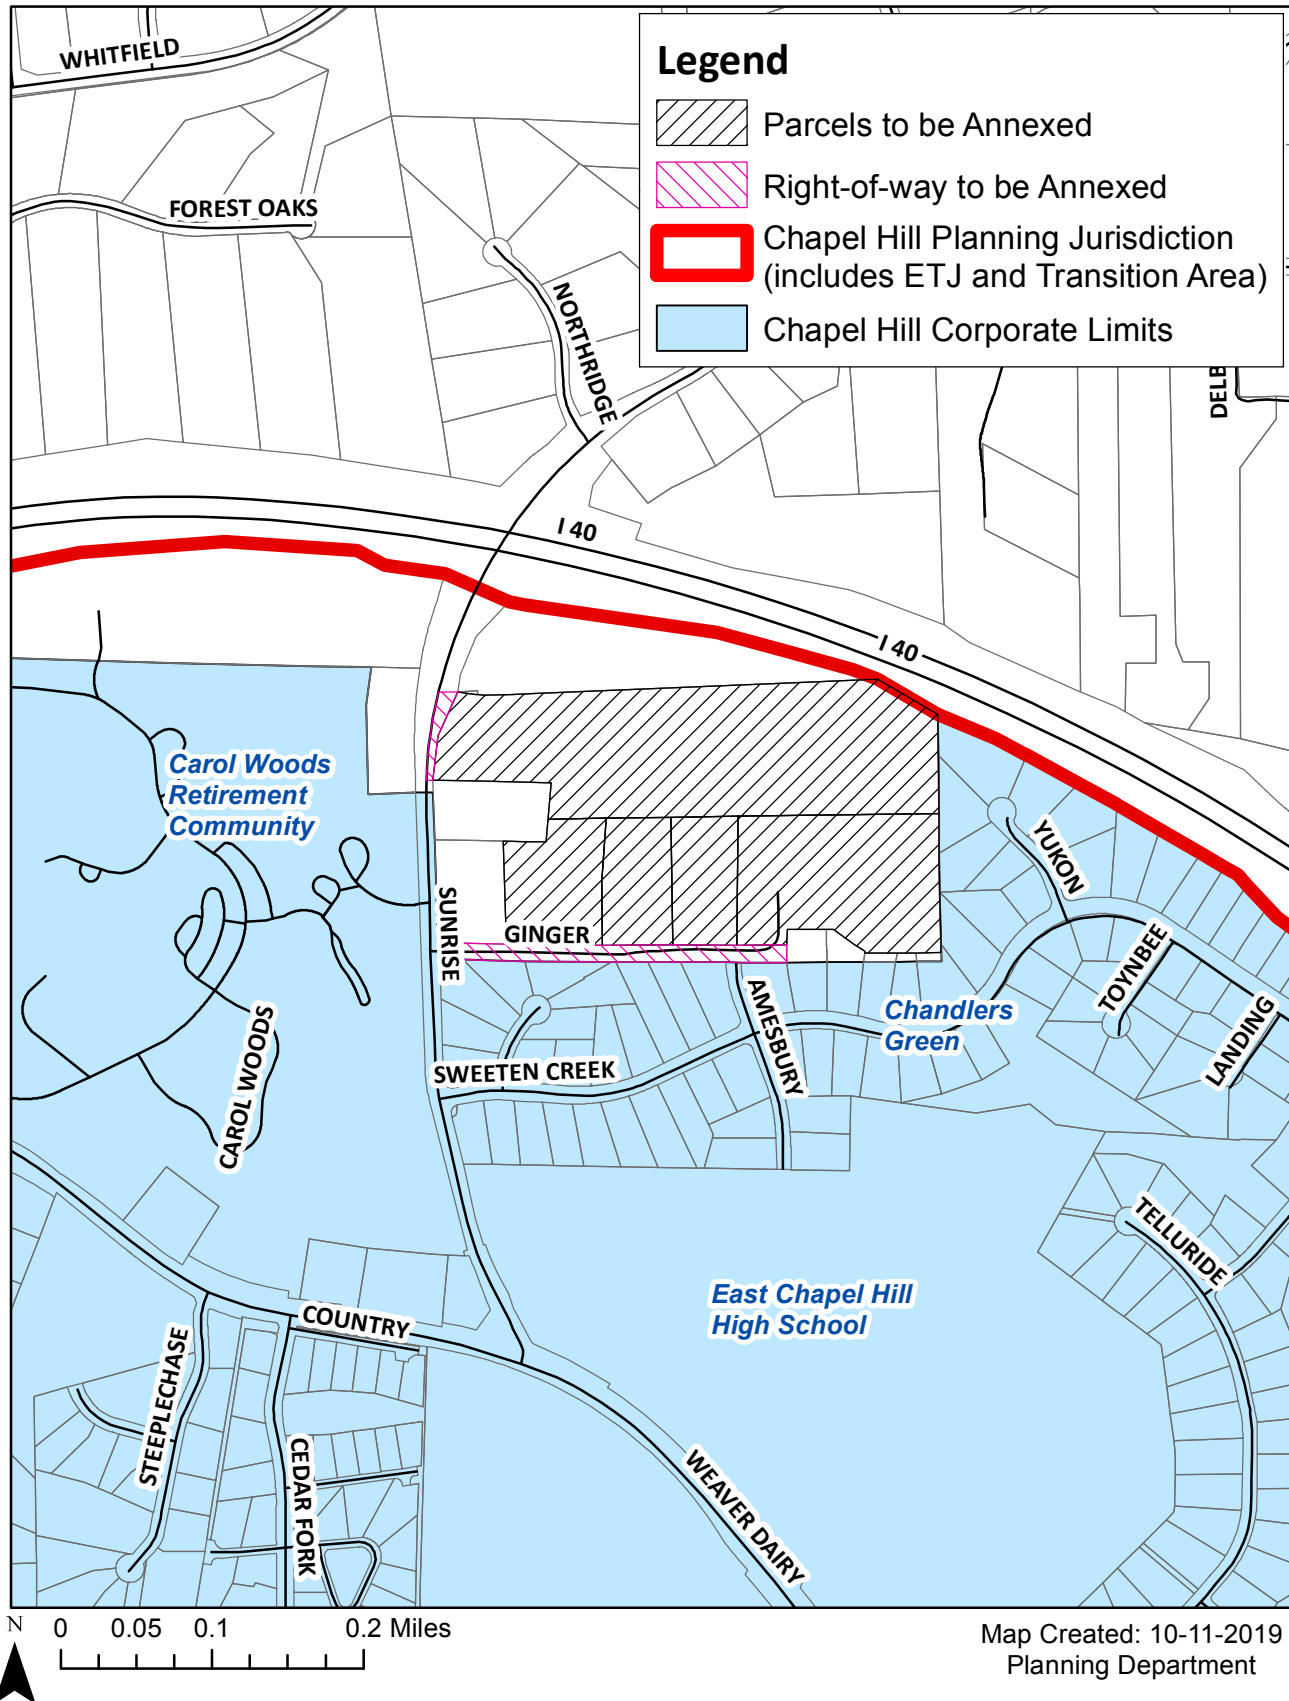 WHITFIELD
Legend
Parcels to be Annexed
Right-of-way to be Annexed
Chapel Hill Planning Jurisdiction
(includes ETJ and Transition Area)
Chapel Hill Corporate Limits
FOREST OAKS
NORTHRIDGE
DELB
I 40
I 40
Carol Woods
Retirement
Community
YUKON
SUNRISE
GINGER
TOYNBEE
AMESBURY
Chandlers
Green
LANDING
CAROL WOODS
SWEETEN CREEK
TELLURIDE
East Chapel Hill
High School
COUNTRY
STEEPLECHASE
CEDAR FORK
WEAVER DAIRY
N
0 0.05 0.1 0.2 Miles
Map Created: 10-11-2019
Planning Department